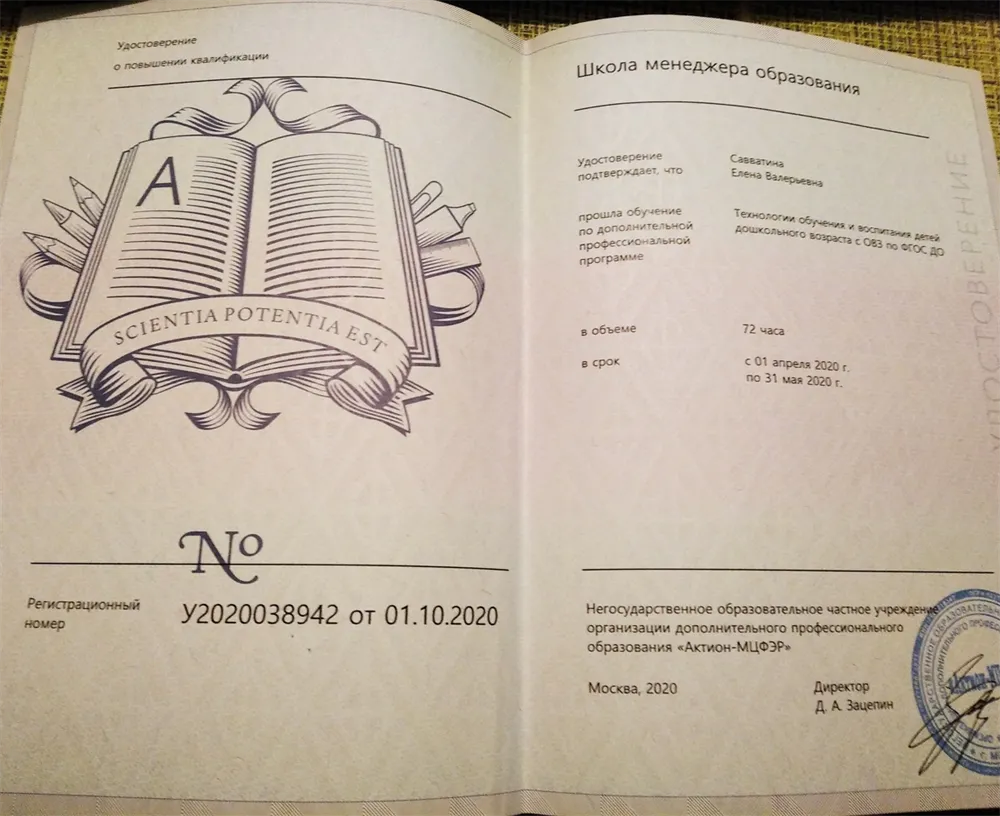 Удостоверение
о повышении квалификации
A
SCIENTIA POTENTIA EST
№
Регистрационный
номер
У2020038942 от 01.10.2020
Школа менеджера образования
Удостоверение
подтверждает, что
Савватина
Елена Валерьевна
прошла обучение
по дополнительной
профессиональной
программе
Технологии обучения и воспитания детей
дошкольного возраста с ОВЗ по ФГОС ДО
в объеме
72 часа
в срок
с 01 апреля 2020 г.
по 31 мая 2020 г.
УДОСТОВЕРЕНИЕ
Негосударственное образовательное частное учреждение
организации дополнительного профессионального
образования «Актион-МЦФЭР»
Москва, 2020
Директор
Д. А. Зацепин